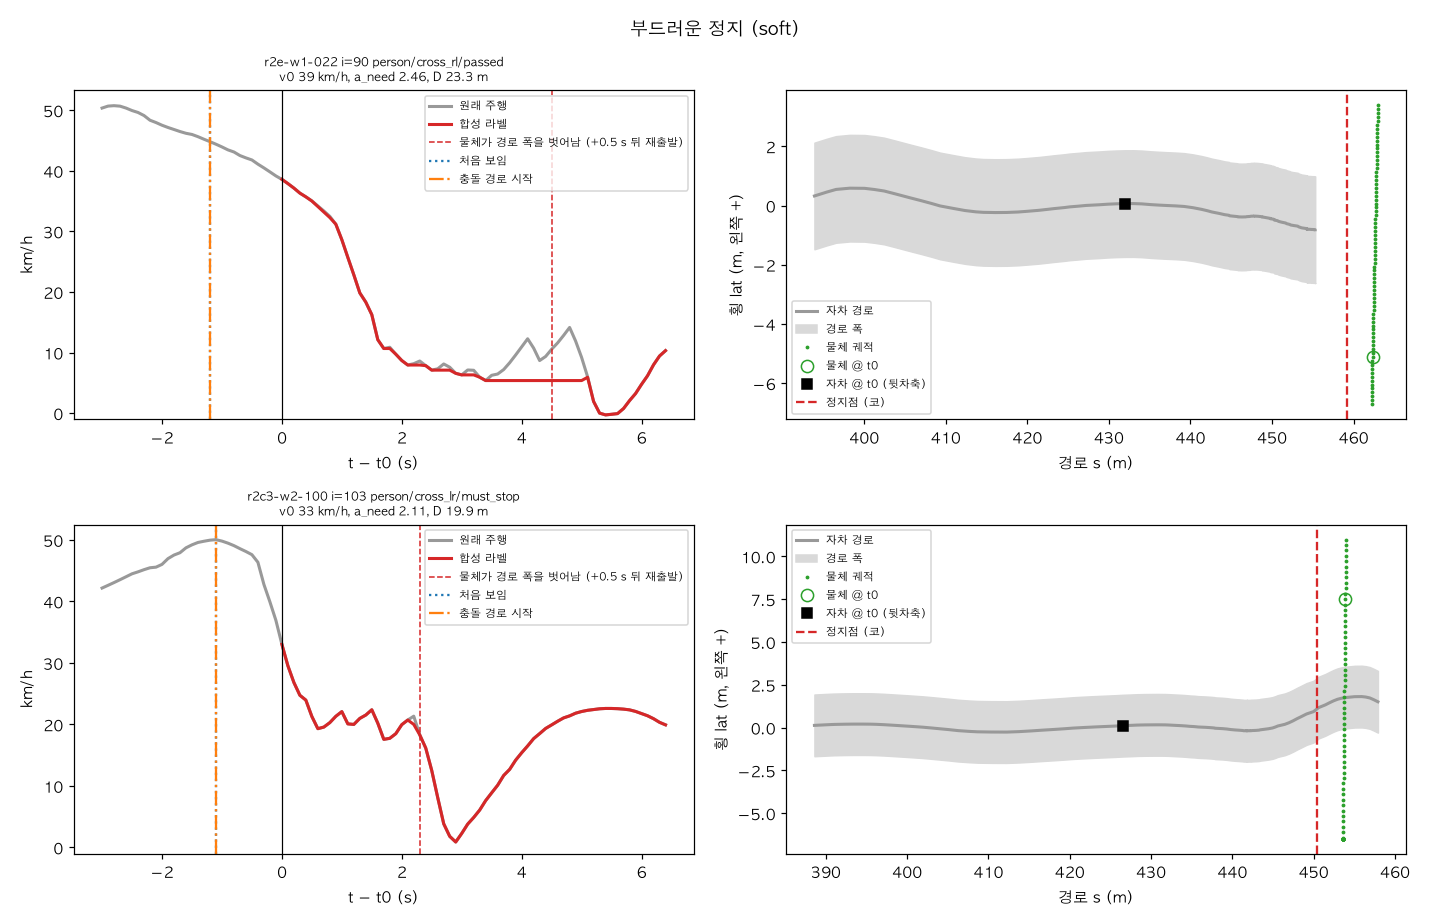 부드러운 정지 (soft)
r2e-w1-022 i=90 person/cross_rl/passed
v0 39 km/h, a_need 2.46, D 23.3 m
원래 주행
합성 라벨
물체가 경로 폭을 벗어남 (+0.5 s 뒤 재출발)
처음 보임
충돌 경로 시작
50
40
30
20
10
0
km/h
−2
0
2
4
6
t − t0 (s)
2
0
−2
−4
−6
횡 lat (m, 왼쪽 +)
자차 경로
경로 폭
물체 궤적
물체 @ t0
자차 @ t0 (뒷차축)
정지점 (코)
400
410
420
430
440
450
460
경로 s (m)
r2c3-w2-100 i=103 person/cross_lr/must_stop
v0 33 km/h, a_need 2.11, D 19.9 m
원래 주행
합성 라벨
물체가 경로 폭을 벗어남 (+0.5 s 뒤 재출발)
처음 보임
충돌 경로 시작
50
40
30
20
10
0
km/h
−2
0
2
4
6
t − t0 (s)
자차 경로
경로 폭
물체 궤적
물체 @ t0
자차 @ t0 (뒷차축)
정지점 (코)
10.0
7.5
5.0
2.5
0.0
−2.5
−5.0
횡 lat (m, 왼쪽 +)
390
400
410
420
430
440
450
460
경로 s (m)